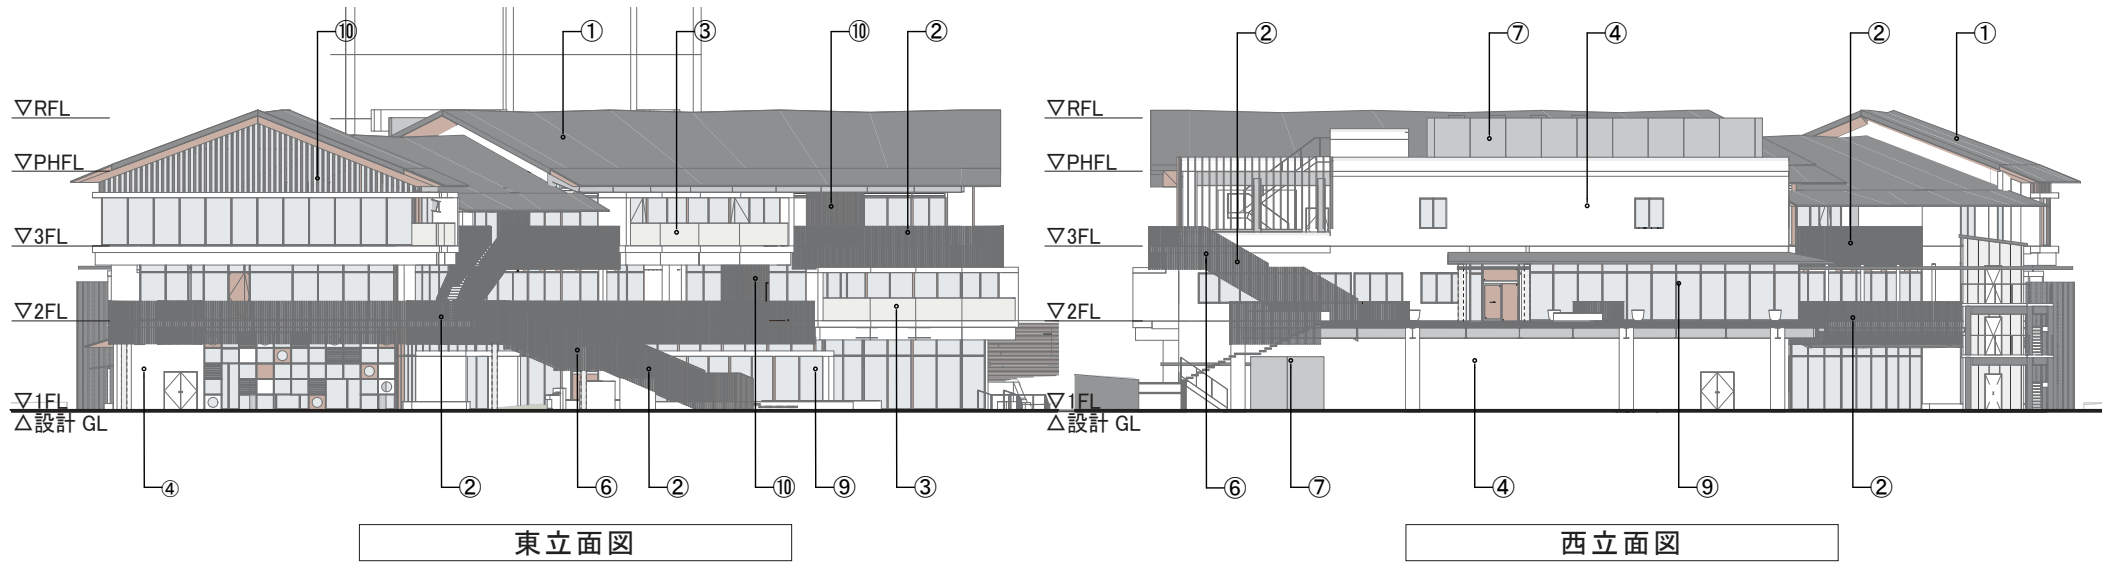 ⑩ ① ③ ⑩ ②
▽RFL
▽PHFL
▽3FL
▽2FL
▽1FL
△設計 GL
④ ② ⑥ ② ⑩ ⑨ ③
東立面図
② ⑦ ④ ② ①
▽RFL
▽PHFL
▽3FL
▽2FL
▽1FL
△設計 GL
⑥ ⑦ ④ ⑨ ②
西立面図